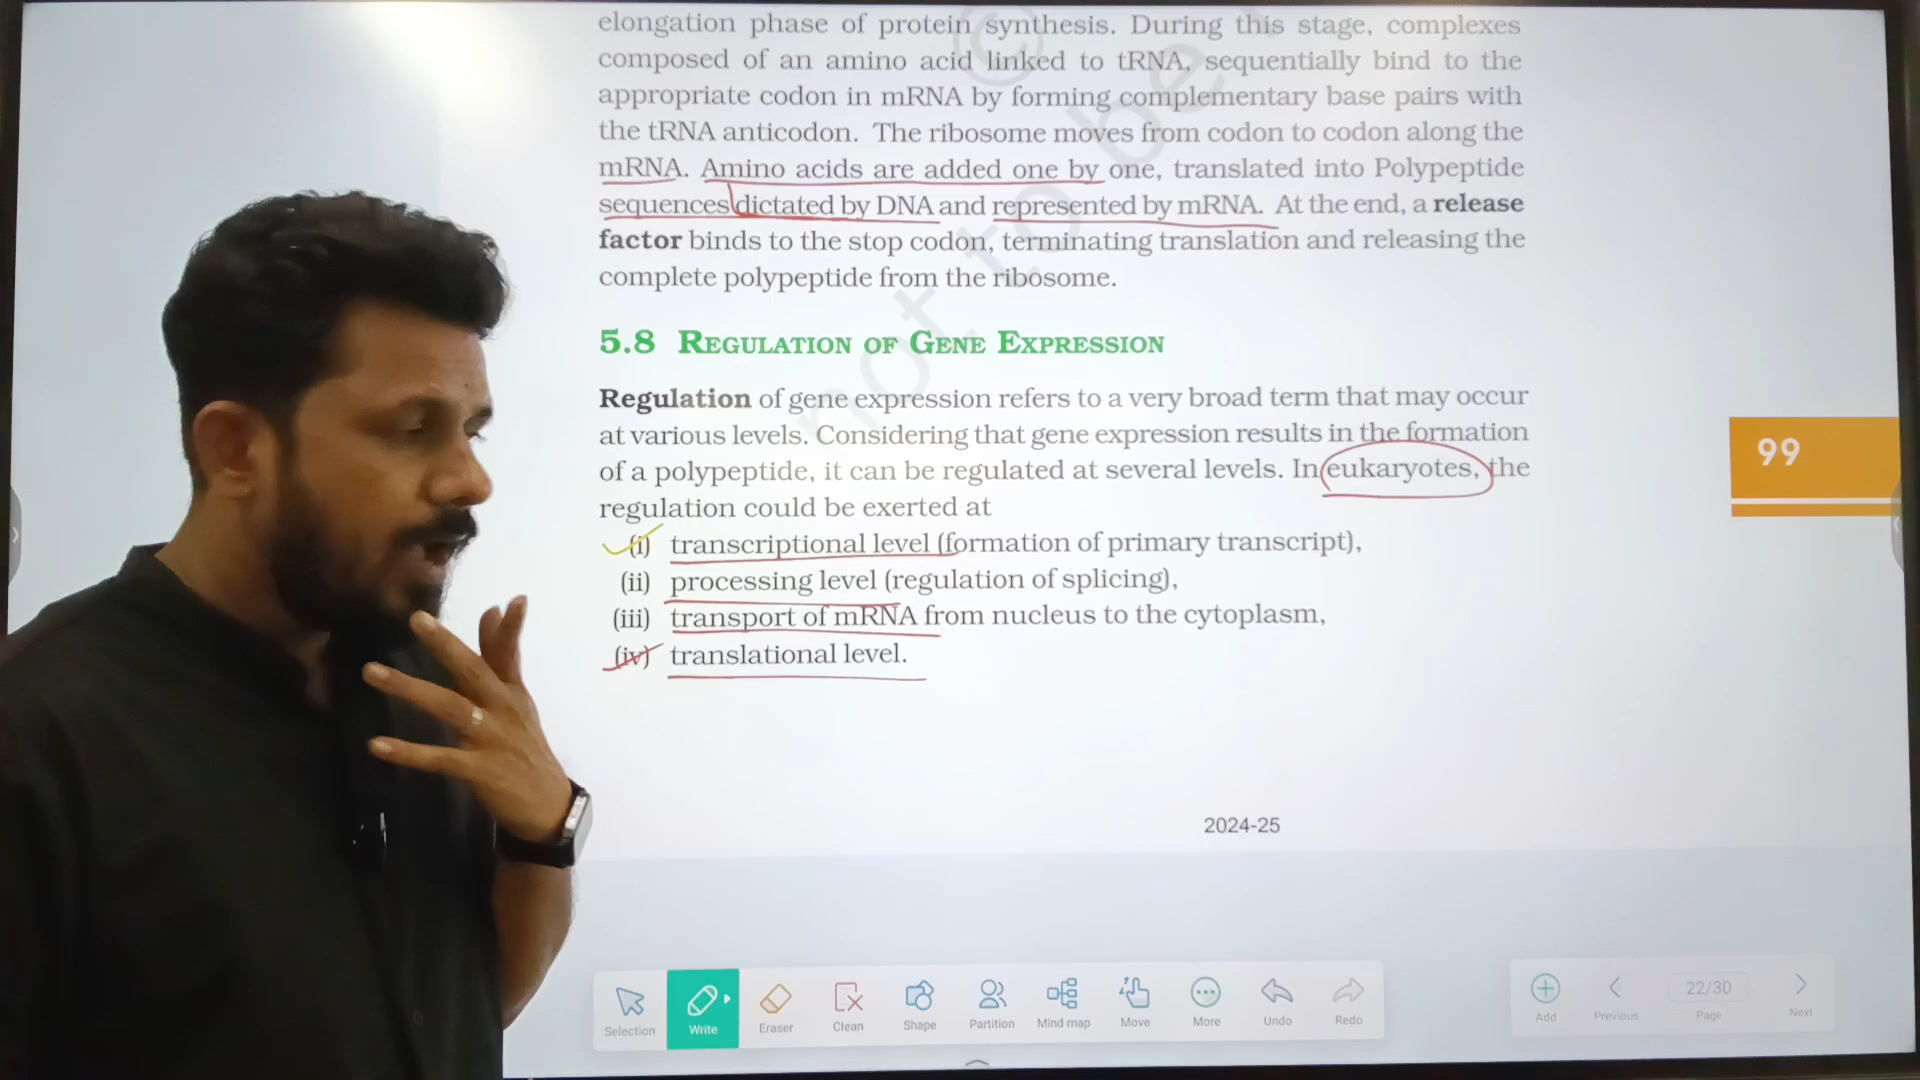 elongation phase of protein synthesis. During this stage, complexes
composed of an amino acid linked to tRNA, sequentially bind to the
appropriate codon in mRNA by forming complementary base pairs with
the tRNA anticodon. The ribosome moves from codon to codon along the
mRNA. Amino acids are added one by one, translated into Polypeptide
sequences dictated by DNA and represented by mRNA. At the end, a release
factor binds to the stop codon, terminating translation and releasing the
complete polypeptide from the ribosome.
5.8 REGULATION OF GENE EXPRESSION
Regulation of gene expression refers to a very broad term that may occur
at various levels. Considering that gene expression results in the formation
of a polypeptide, it can be regulated at several levels. In eukaryotes, the
regulation could be exerted at
(i) transcriptional level (formation of primary transcript),
(ii) processing level (regulation of splicing),
(iii) transport of mRNA from nucleus to the cytoplasm,
(iv) translational level.
99
© not to be
2024-25
Selection Write Eraser Clean Shape Partition Mind map Move More Undo Redo
Add Previous 22/30 Page Next